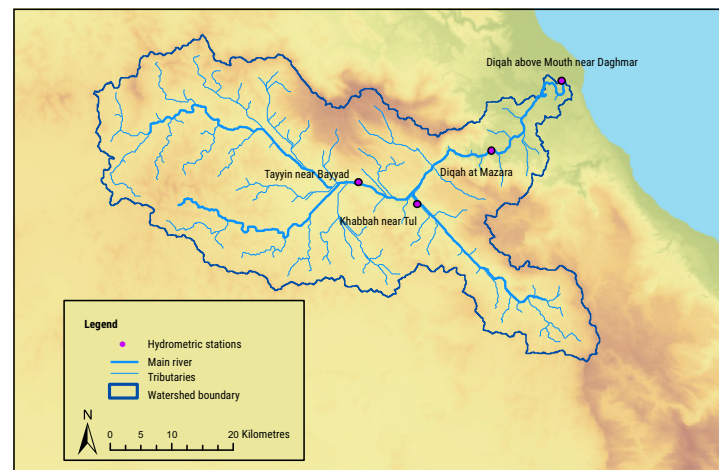 Diqah above Mouth near Daghmar
Tayyin near Bayyad
Diqah at Mazara
Khabbah near Tul
Legend
Hydrometric stations
Main river
Tributaries
Watershed boundary
N
0 5 10 20 Kilometres